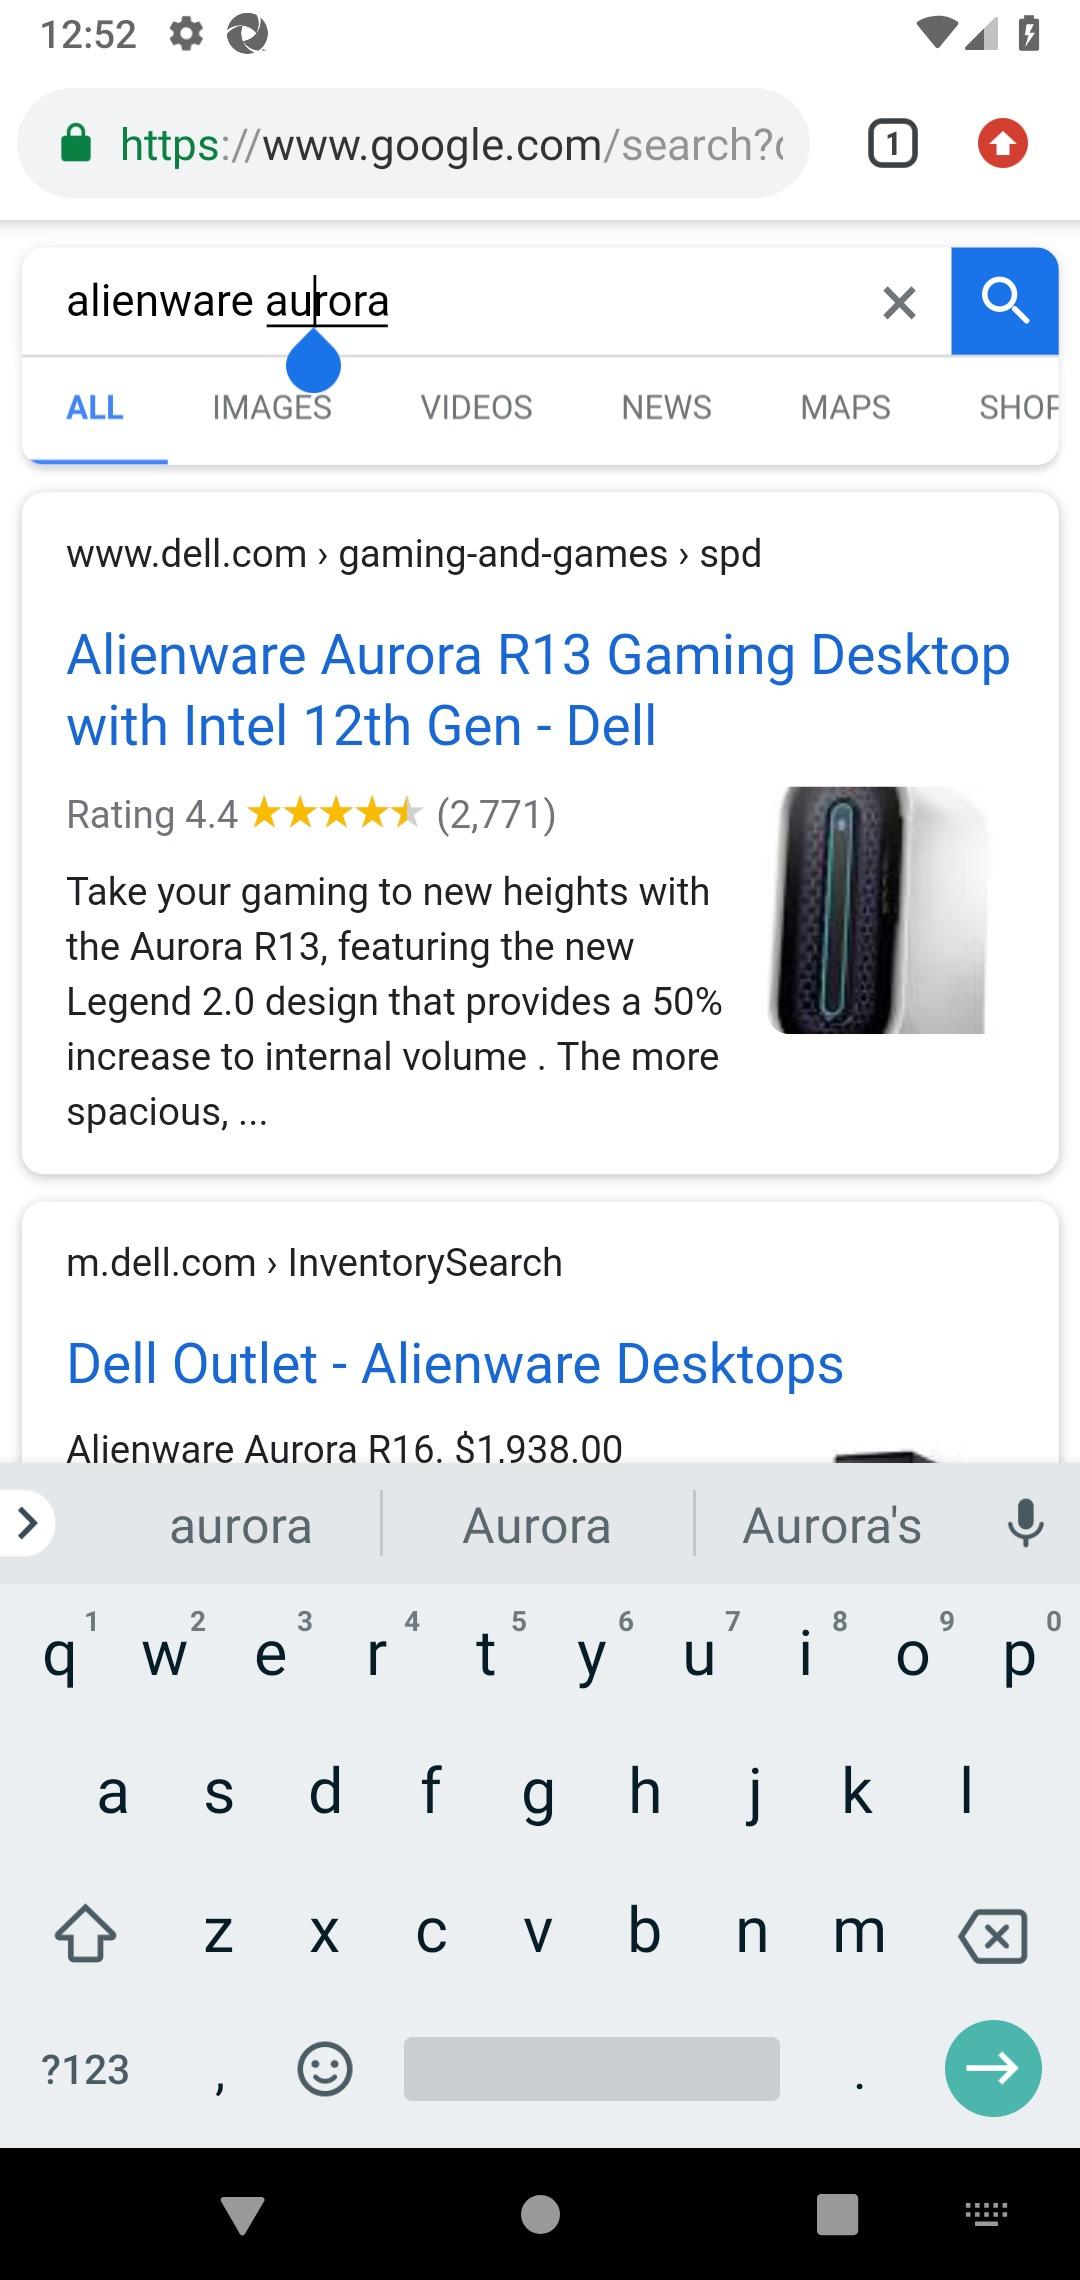 12:52
https://www.google.com/search?
1
alienware aurora
ALL IMAGES VIDEOS NEWS MAPS SHOP
www.dell.com › gaming-and-games › spd
Alienware Aurora R13 Gaming Desktop
with Intel 12th Gen - Dell
Rating 4.4 ★★★★★ (2,771)
Take your gaming to new heights with
the Aurora R13, featuring the new
Legend 2.0 design that provides a 50%
increase to internal volume . The more
spacious, ...
m.dell.com › InventorySearch
Dell Outlet - Alienware Desktops
Alienware Aurora R16. $1,938.00
aurora Aurora Aurora's
1 2 3 4 5 6 7 8 9 0
q w e r t y u i o p
a s d f g h j k l
z x c v b n m
?123 , .